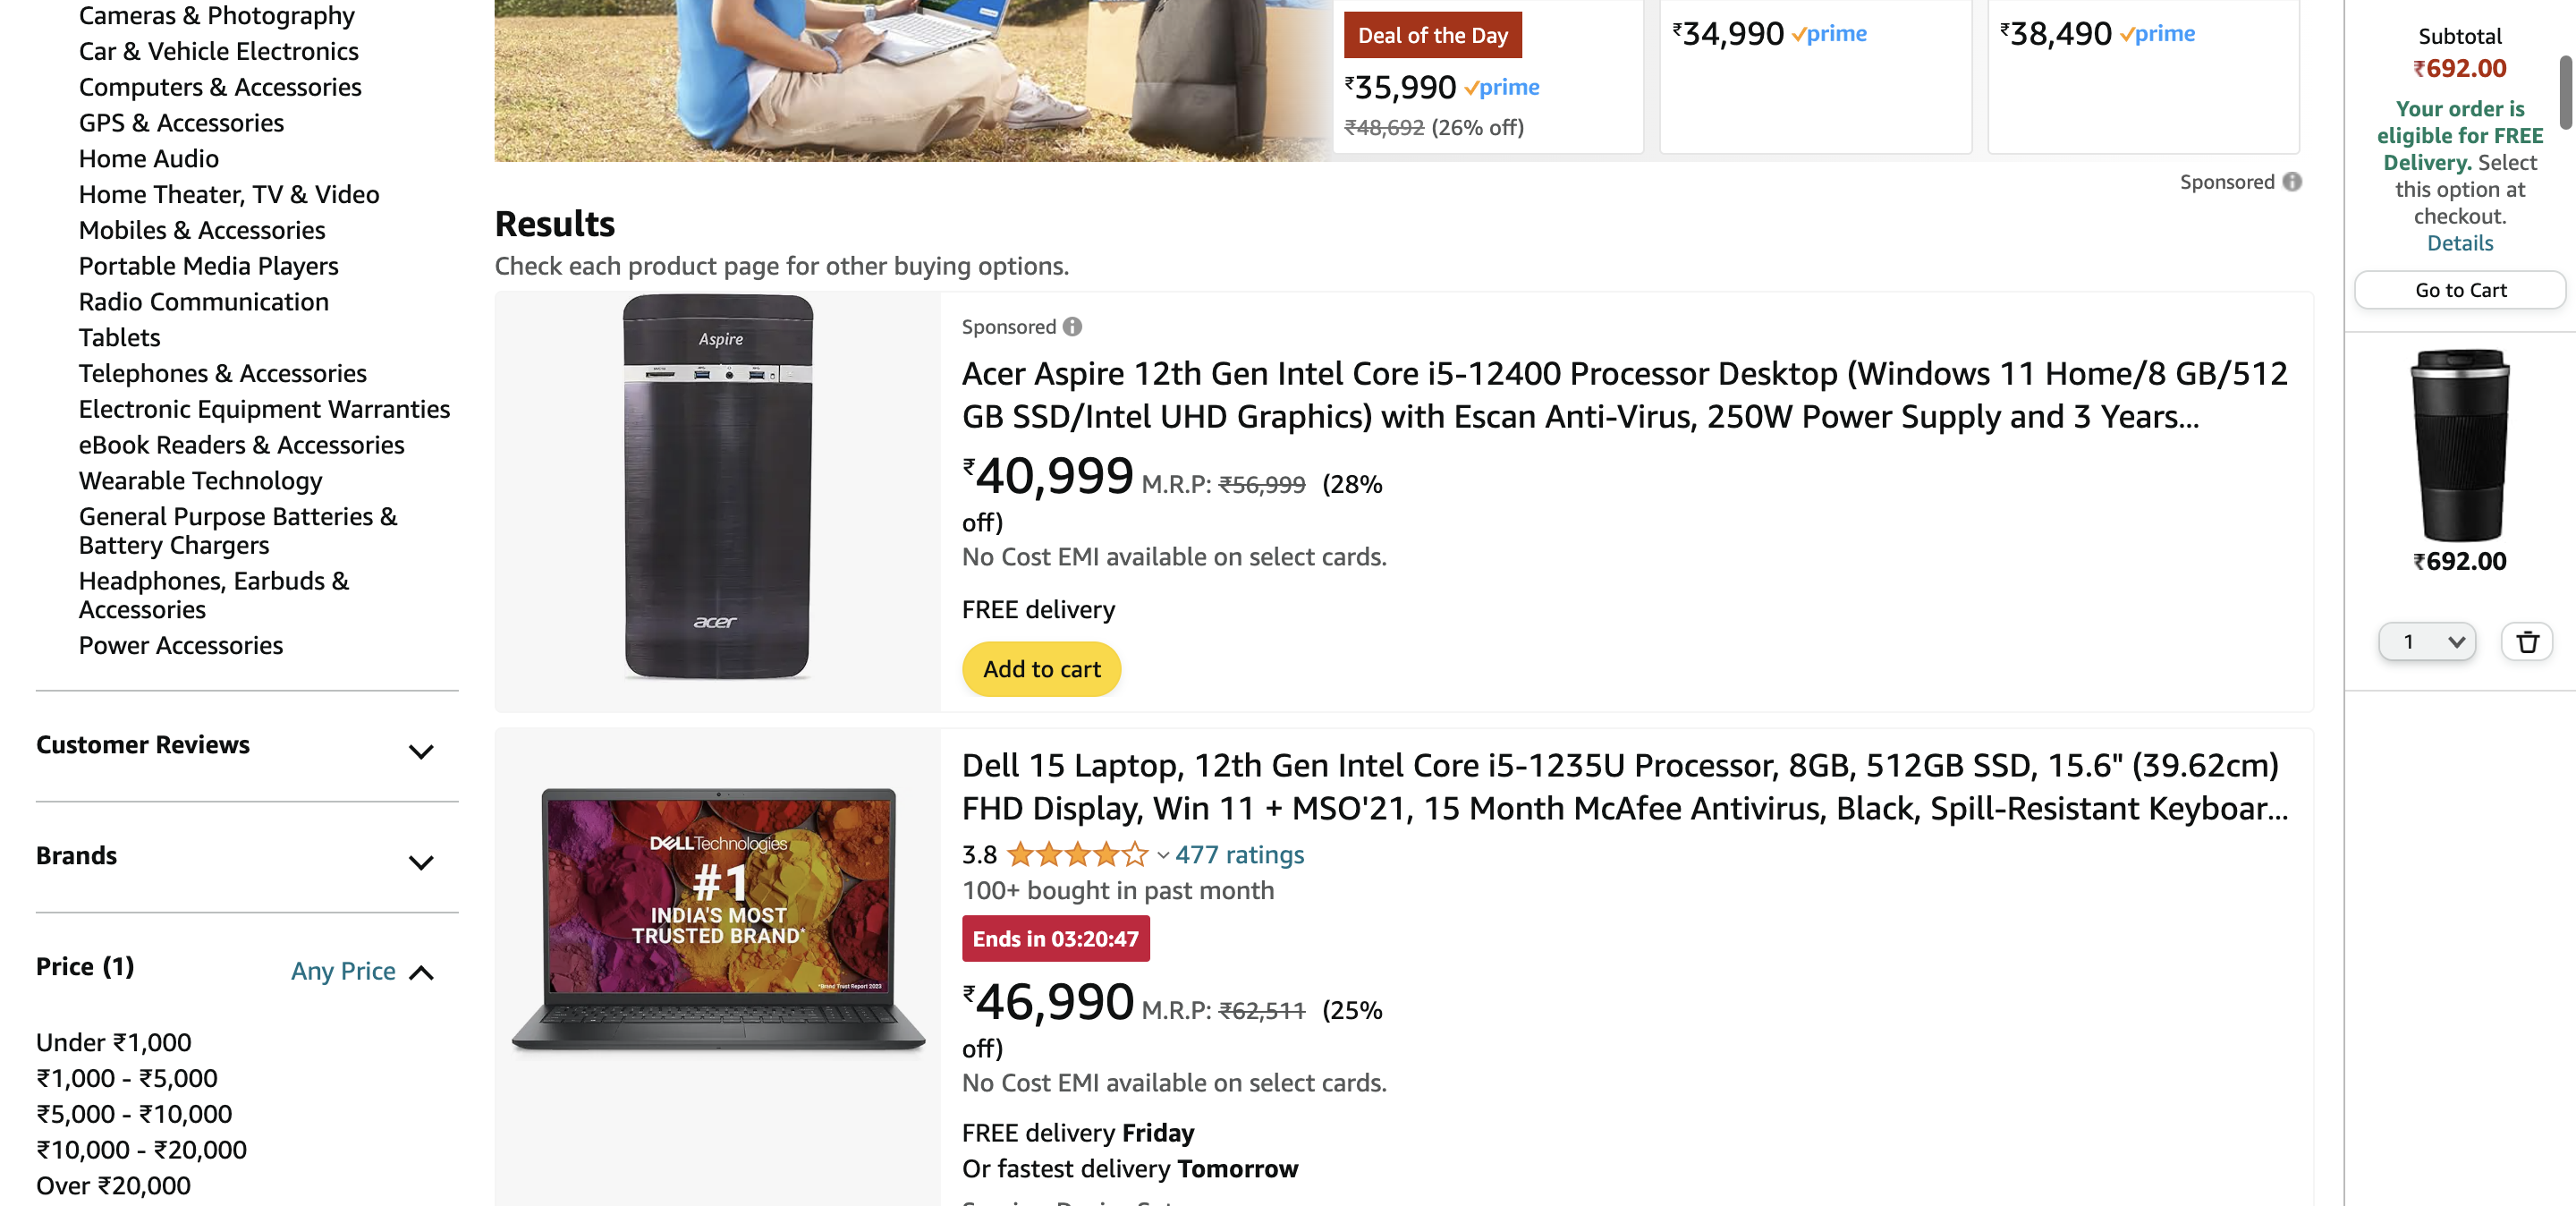 Cameras & Photography
Car & Vehicle Electronics
Computers & Accessories
GPS & Accessories
Home Audio
Home Theater, TV & Video
Mobiles & Accessories
Portable Media Players
Radio Communication
Tablets
Telephones & Accessories
Electronic Equipment Warranties
eBook Readers & Accessories
Wearable Technology
General Purpose Batteries &
Battery Chargers
Headphones, Earbuds &
Accessories
Power Accessories
Customer Reviews
Brands
Price (1)
Any Price
Under ₹1,000
₹1,000 - ₹5,000
₹5,000 - ₹10,000
₹10,000 - ₹20,000
Over ₹20,000
Deal of the Day
₹35,990 prime
₹48,692 (26% off)
₹34,990 prime
₹38,490 prime
Sponsored
Results
Check each product page for other buying options.
Aspire
acer
Sponsored
Acer Aspire 12th Gen Intel Core i5-12400 Processor Desktop (Windows 11 Home/8 GB/512
GB SSD/Intel UHD Graphics) with Escan Anti-Virus, 250W Power Supply and 3 Years...
₹40,999 M.R.P: ₹56,999 (28%
off)
No Cost EMI available on select cards.
FREE delivery
Add to cart
DELLTechnologies
#1
INDIA'S MOST
TRUSTED BRAND*
*Brand Trust Report 2023
Dell 15 Laptop, 12th Gen Intel Core i5-1235U Processor, 8GB, 512GB SSD, 15.6" (39.62cm)
FHD Display, Win 11 + MSO'21, 15 Month McAfee Antivirus, Black, Spill-Resistant Keyboar...
3.8 477 ratings
100+ bought in past month
Ends in 03:20:47
₹46,990 M.R.P: ₹62,511 (25%
off)
No Cost EMI available on select cards.
FREE delivery Friday
Or fastest delivery Tomorrow
Subtotal
₹692.00
Your order is
eligible for FREE
Delivery. Select
this option at
checkout.
Details
Go to Cart
₹692.00
1